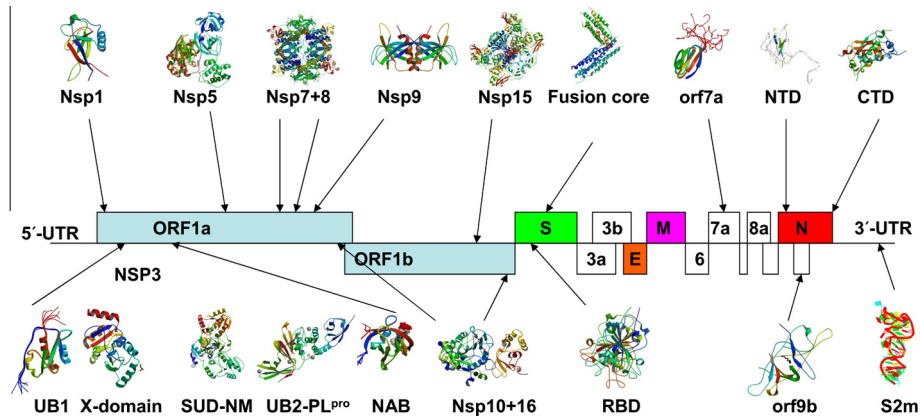 Nsp1 Nsp5 Nsp7+8 Nsp9 Nsp15 Fusion core orf7a NTD CTD
5´-UTR ORF1a S 3b M 7a 8a N 3´-UTR
ORF1b 3a E 6
NSP3
UB1 X-domain SUD-NM UB2-PLpro NAB Nsp10+16 RBD orf9b S2m